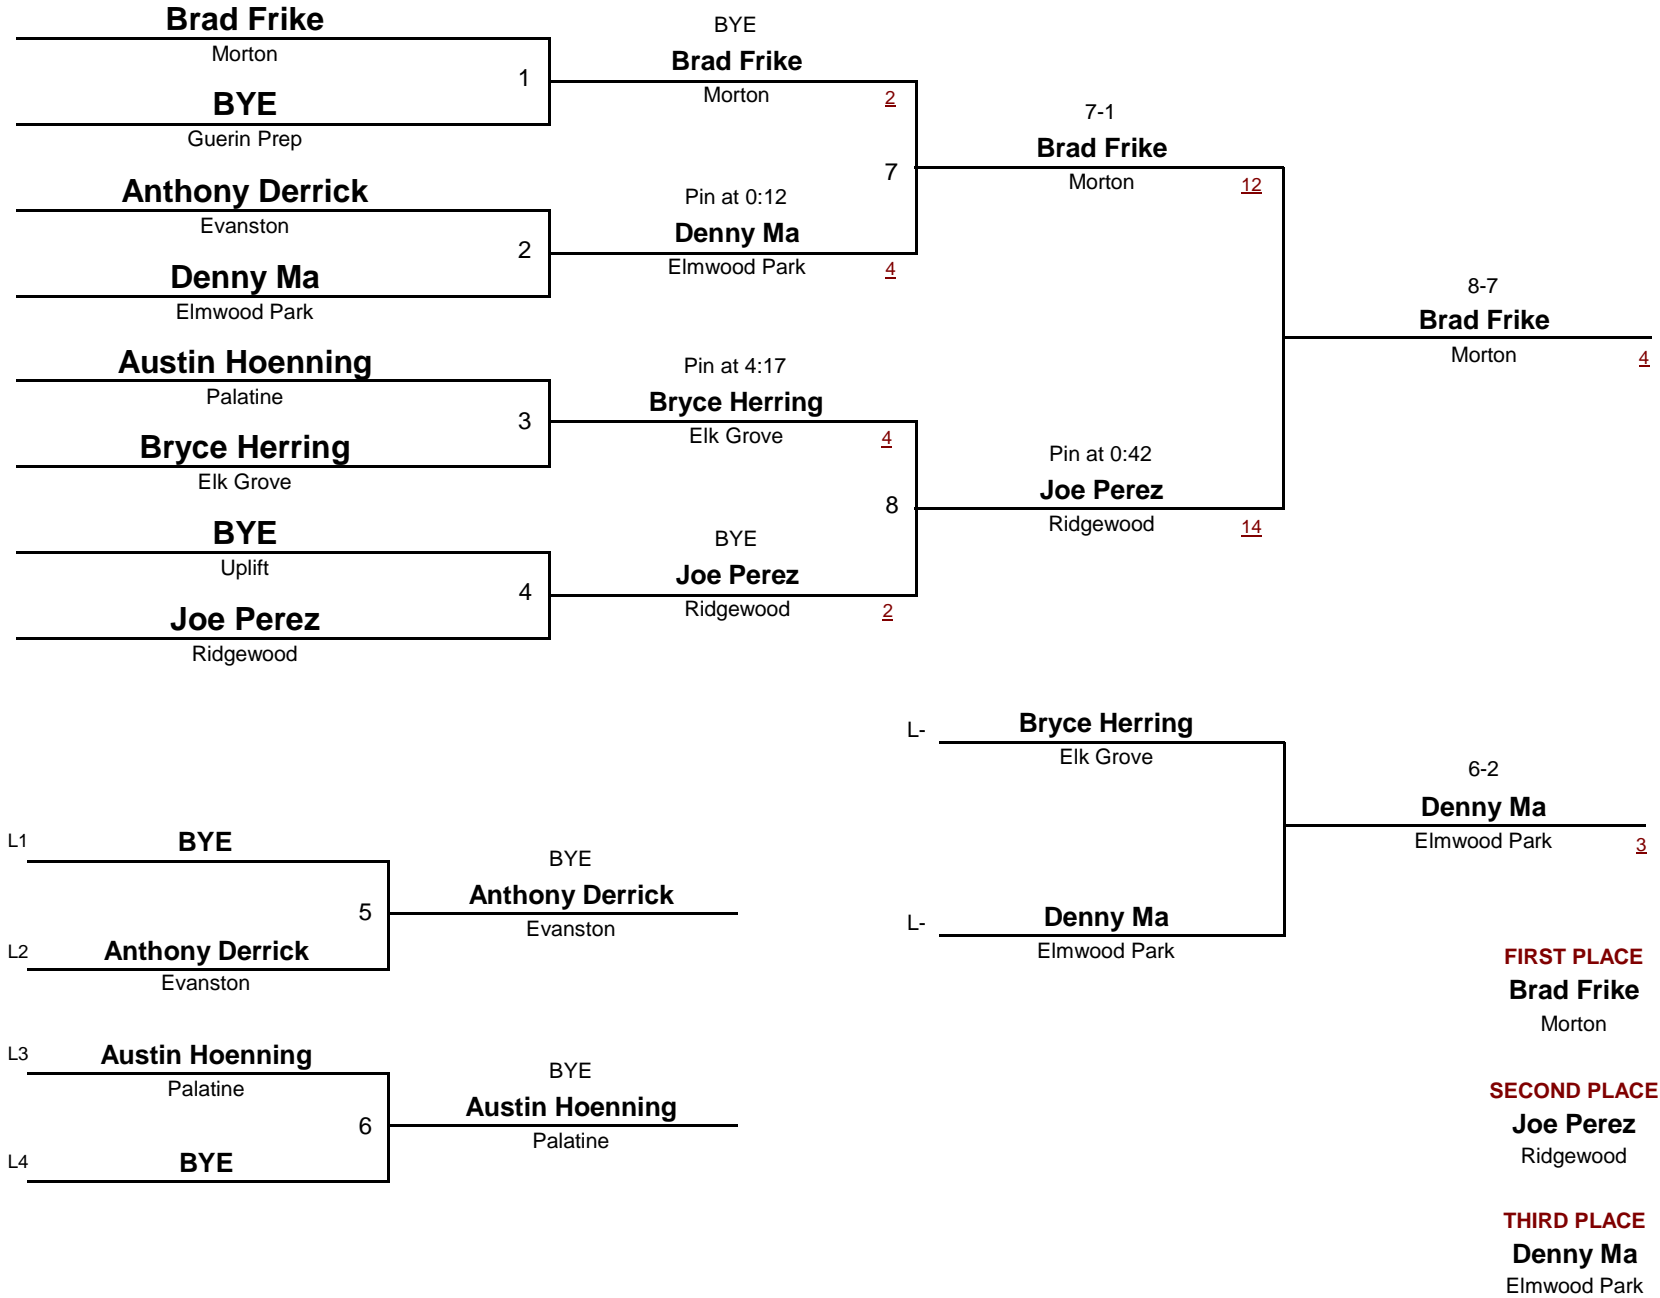 Brad Frike
Morton
1
BYE
Guerin Prep
Anthony Derrick
Evanston
2
Denny Ma
Elmwood Park
Austin Hoenning
Palatine
3
Bryce Herring
Elk Grove
BYE
Uplift
4
Joe Perez
Ridgewood
BYE
Brad Frike
Morton 2
7
Pin at 0:12
Denny Ma
Elmwood Park 4
Pin at 4:17
Bryce Herring
Elk Grove 4
8
BYE
Joe Perez
Ridgewood 2
7-1
Brad Frike
Morton 12
Pin at 0:42
Joe Perez
Ridgewood 14
8-7
Brad Frike
Morton 4
L- Bryce Herring
Elk Grove
L- Denny Ma
Elmwood Park
6-2
Denny Ma
Elmwood Park 3
L1 BYE
5
L2 Anthony Derrick
Evanston
BYE
Anthony Derrick
Evanston
L3 Austin Hoenning
Palatine
6
L4 BYE
BYE
Austin Hoenning
Palatine
FIRST PLACE
Brad Frike
Morton
SECOND PLACE
Joe Perez
Ridgewood
THIRD PLACE
Denny Ma
Elmwood Park